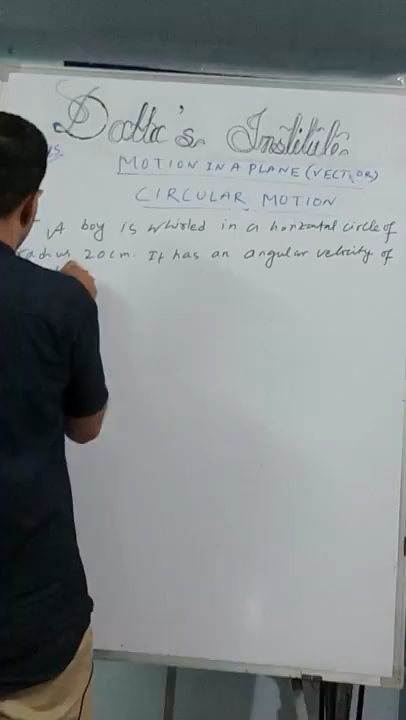 Datta's Institute
MOTION IN A PLANE (VECTOR)
CIRCULAR MOTION
A boy is whirled in a horizontal circle of
radius 20cm. It has an angular velocity of